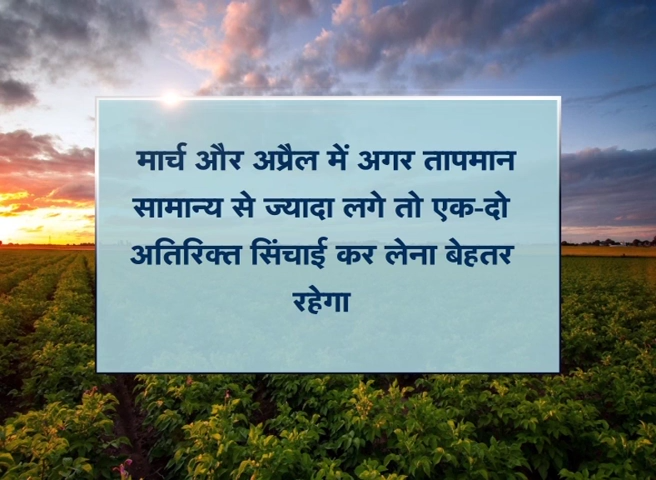 मार्च और अप्रैल में अगर तापमान
सामान्य से ज्यादा लगे तो एक-दो
अतिरिक्त सिंचाई कर लेना बेहतर
रहेगा